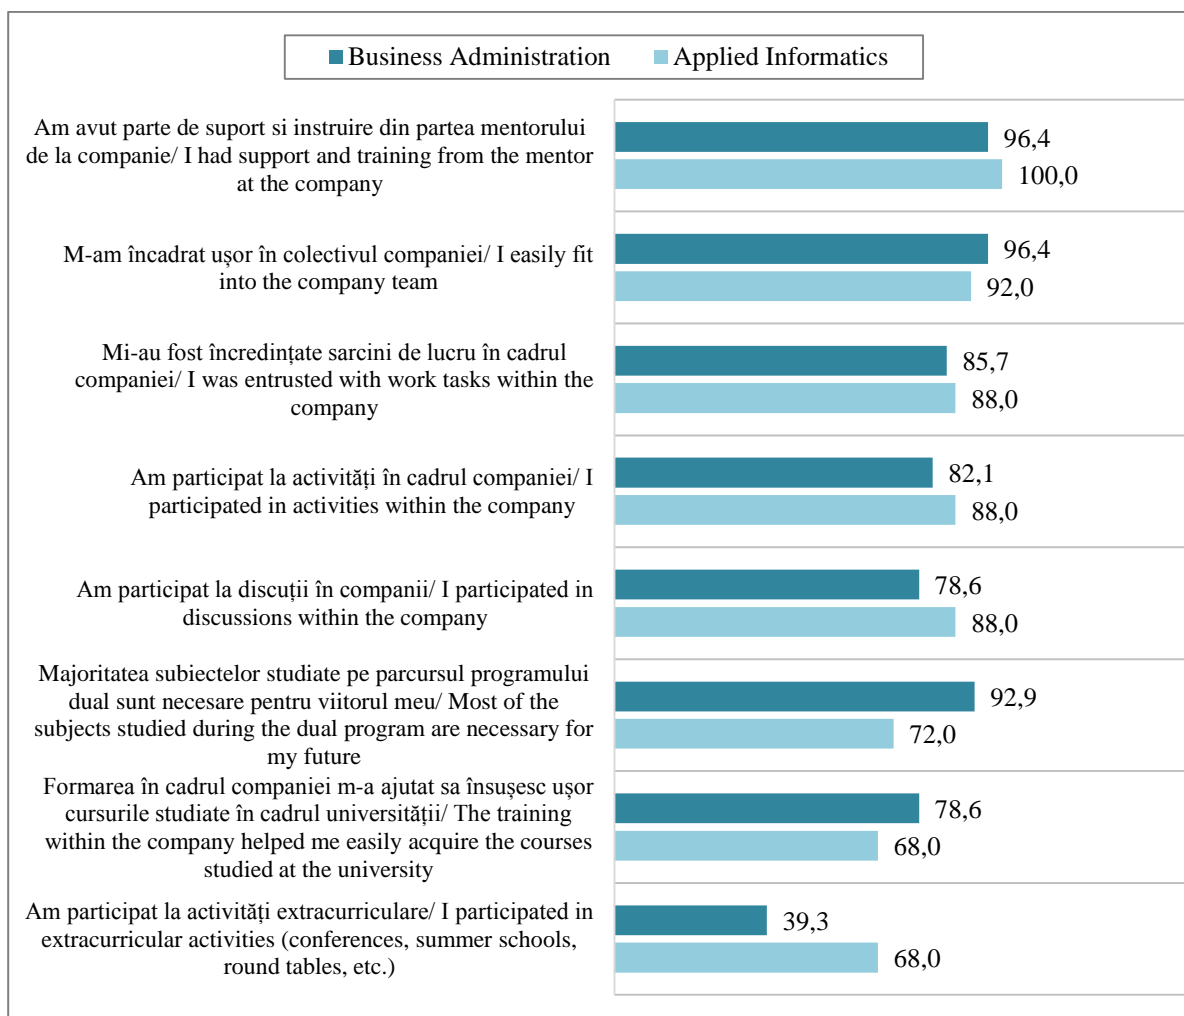 Business Administration Applied Informatics
Am avut parte de suport si instruire din partea mentorului
de la companie/ I had support and training from the mentor
at the company
96,4
100,0
M-am încadrat ușor în colectivul companiei/ I easily fit
into the company team
96,4
92,0
Mi-au fost încredințate sarcini de lucru în cadrul
companiei/ I was entrusted with work tasks within the
company
85,7
88,0
Am participat la activități în cadrul companiei/ I
participated in activities within the company
82,1
88,0
Am participat la discuții în companii/ I participated in
discussions within the company
78,6
88,0
Majoritatea subiectelor studiate pe parcursul programului
dual sunt necesare pentru viitorul meu/ Most of the
subjects studied during the dual program are necessary for
my future
92,9
72,0
Formarea în cadrul companiei m-a ajutat sa însușesc ușor
cursurile studiate în cadrul universității/ The training
within the company helped me easily acquire the courses
studied at the university
78,6
68,0
Am participat la activități extracurriculare/ I participated in
extracurricular activities (conferences, summer schools,
round tables, etc.)
39,3
68,0